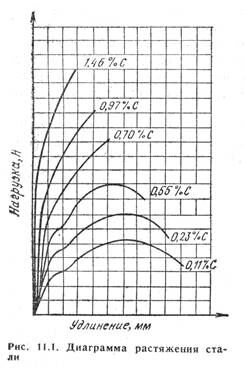 1.46%C
0,97%C
0,70%C
0,55%C
0,23%C
0,11%C
Нагрузка, Н
Удлинение, мм
Рис. 11.1. Диаграмма растяжения ста-
ли